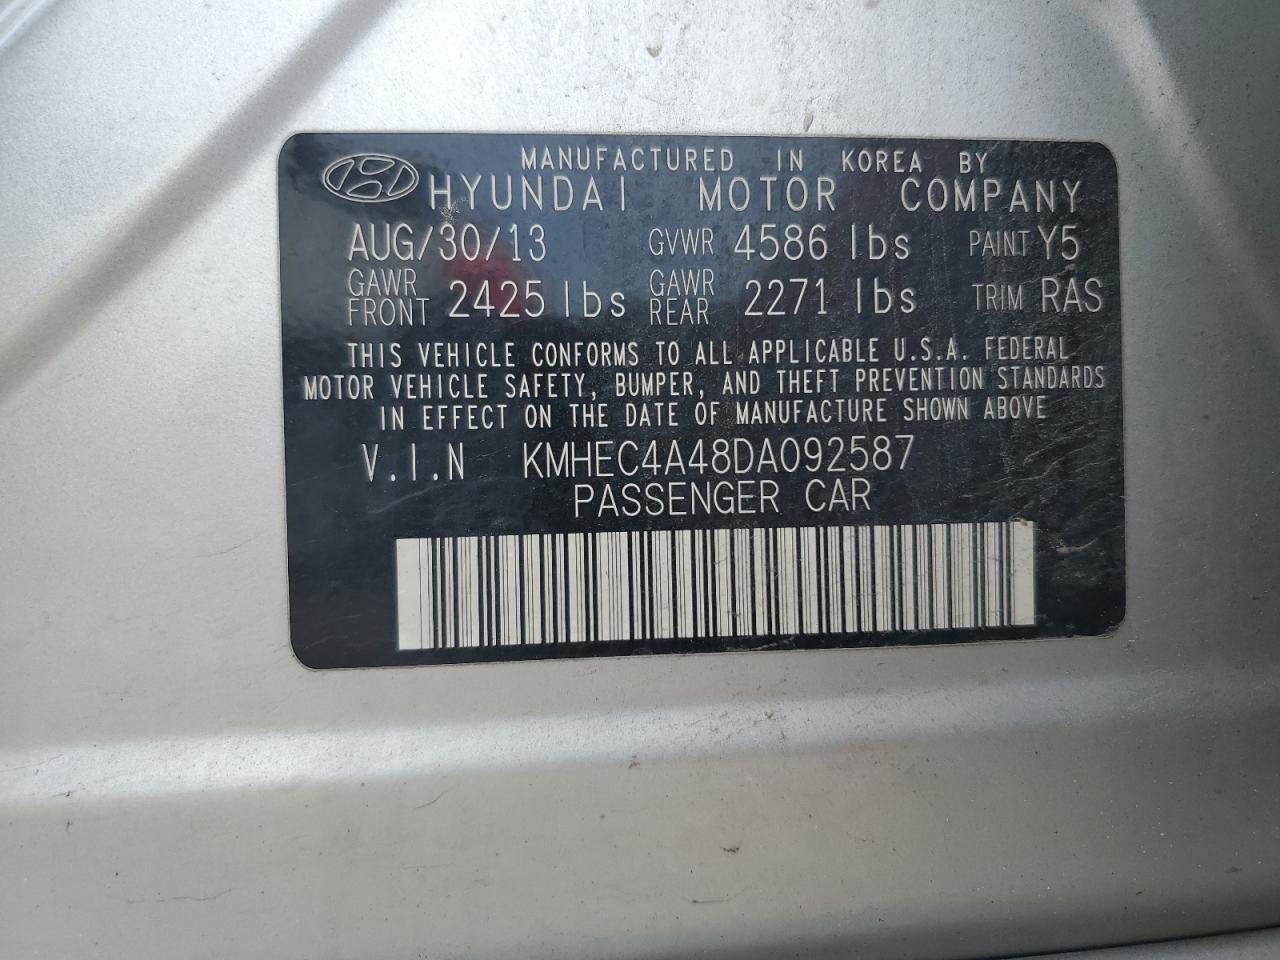 MANUFACTURED IN KOREA BY
HYUNDAI MOTOR COMPANY
AUG/30/13 GVWR 4586 lbs PAINT Y5
GAWR FRONT 2425 lbs GAWR REAR 2271 lbs TRIM RAS
THIS VEHICLE CONFORMS TO ALL APPLICABLE U.S.A. FEDERAL
MOTOR VEHICLE SAFETY, BUMPER, AND THEFT PREVENTION STANDARDS
IN EFFECT ON THE DATE OF MANUFACTURE SHOWN ABOVE
V.I.N KMHEC4A48DA092587
PASSENGER CAR